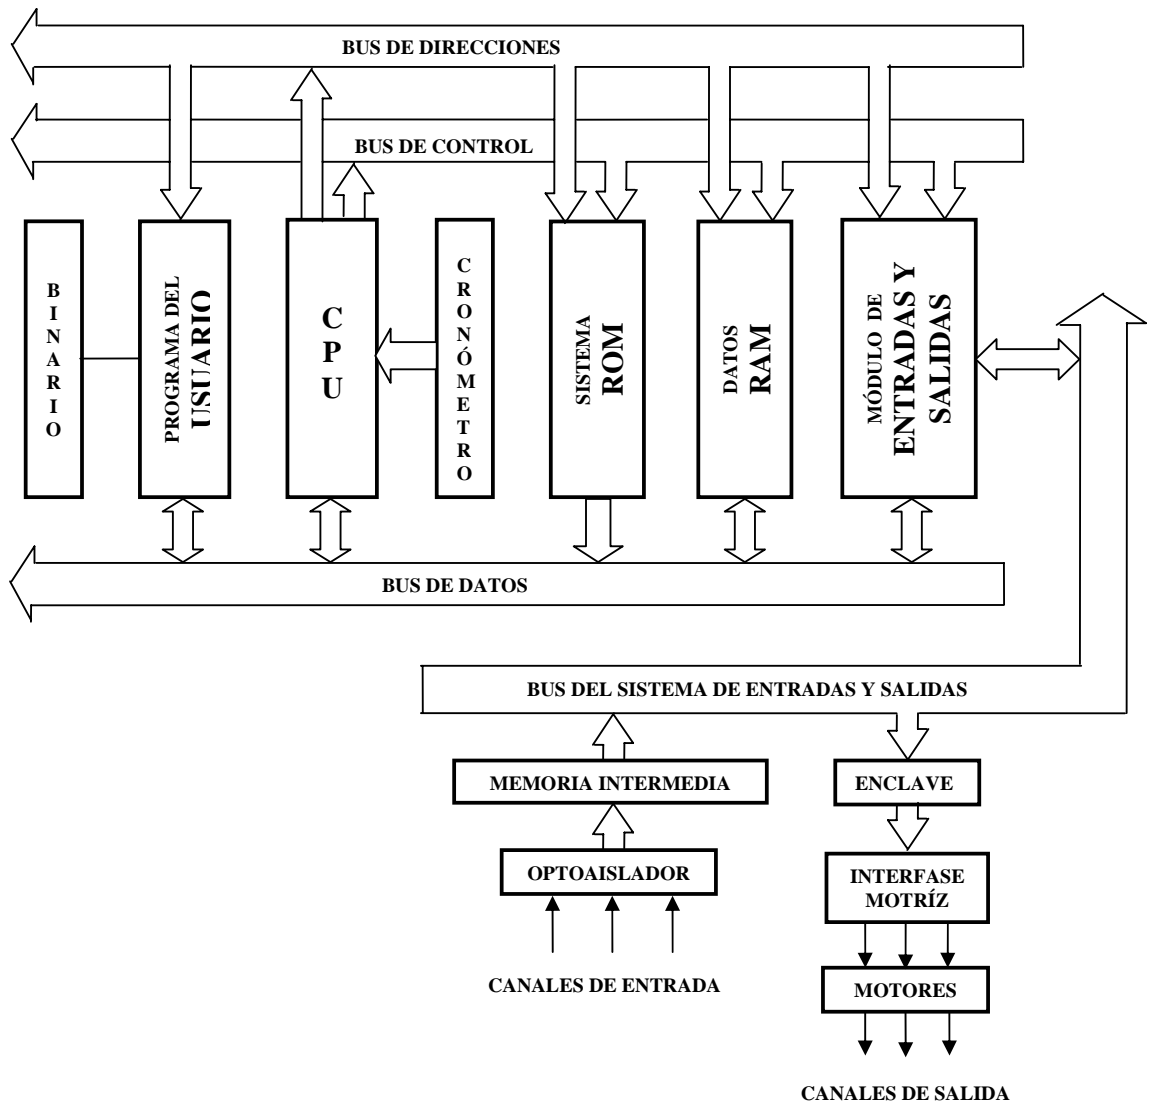 BUS DE DIRECCIONES
BUS DE CONTROL
BINARIO
PROGRAMA DEL
USUARIO
CPU
CRONÓMETRO
SISTEMA
ROM
DATOS
RAM
MÓDULO DE
ENTRADAS Y
SALIDAS
BUS DE DATOS
BUS DEL SISTEMA DE ENTRADAS Y SALIDAS
MEMORIA INTERMEDIA
ENCLAVE
OPTOAISLADOR
INTERFASE
MOTRÍZ
CANALES DE ENTRADA
MOTORES
CANALES DE SALIDA